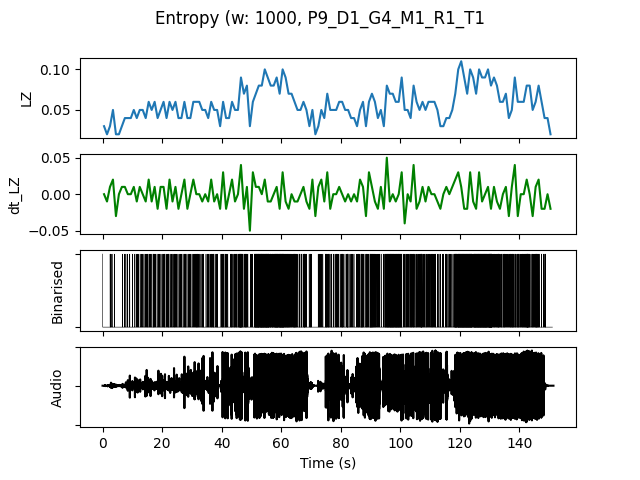 Entropy (w: 1000, P9_D1_G4_M1_R1_T1
0.10
0.05
LZ
0.05
0.00
−0.05
dt_LZ
Binarised
Audio
0 20 40 60 80 100 120 140
Time (s)